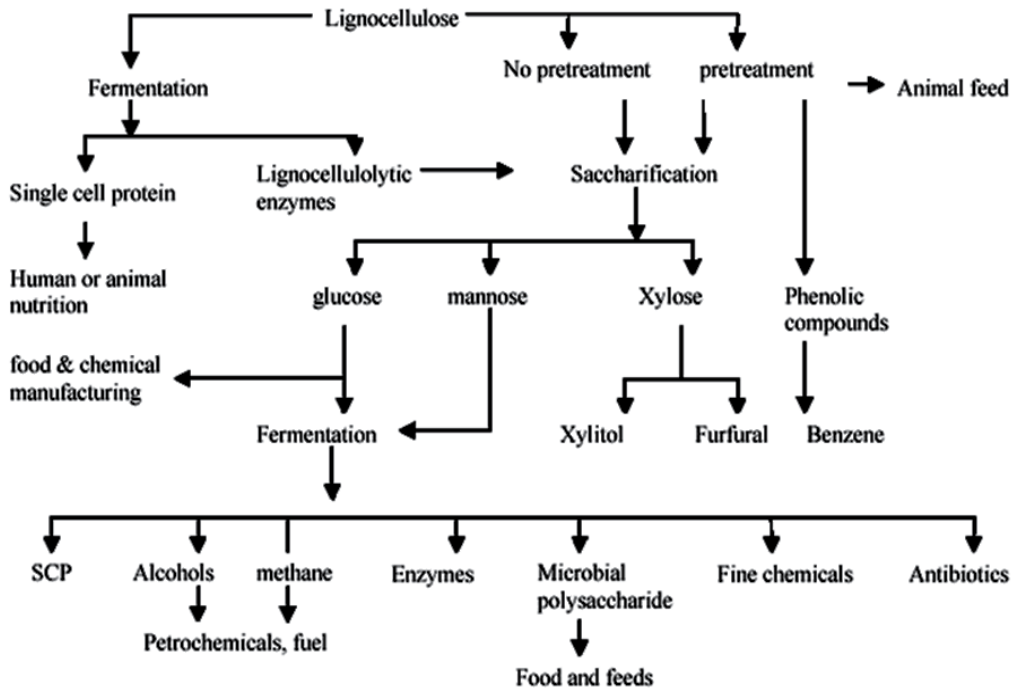 Lignocellulose
No pretreatment
pretreatment
Fermentation
Animal feed
Single cell protein
Lignocellulolytic
enzymes
Saccharification
Human or animal
nutrition
glucose
mannose
Xylose
Phenolic
compounds
food & chemical
manufacturing
Fermentation
Xylitol
Furfural
Benzene
SCP
Alcohols
methane
Enzymes
Microbial
polysaccharide
Fine chemicals
Antibiotics
Petrochemicals, fuel
Food and feeds